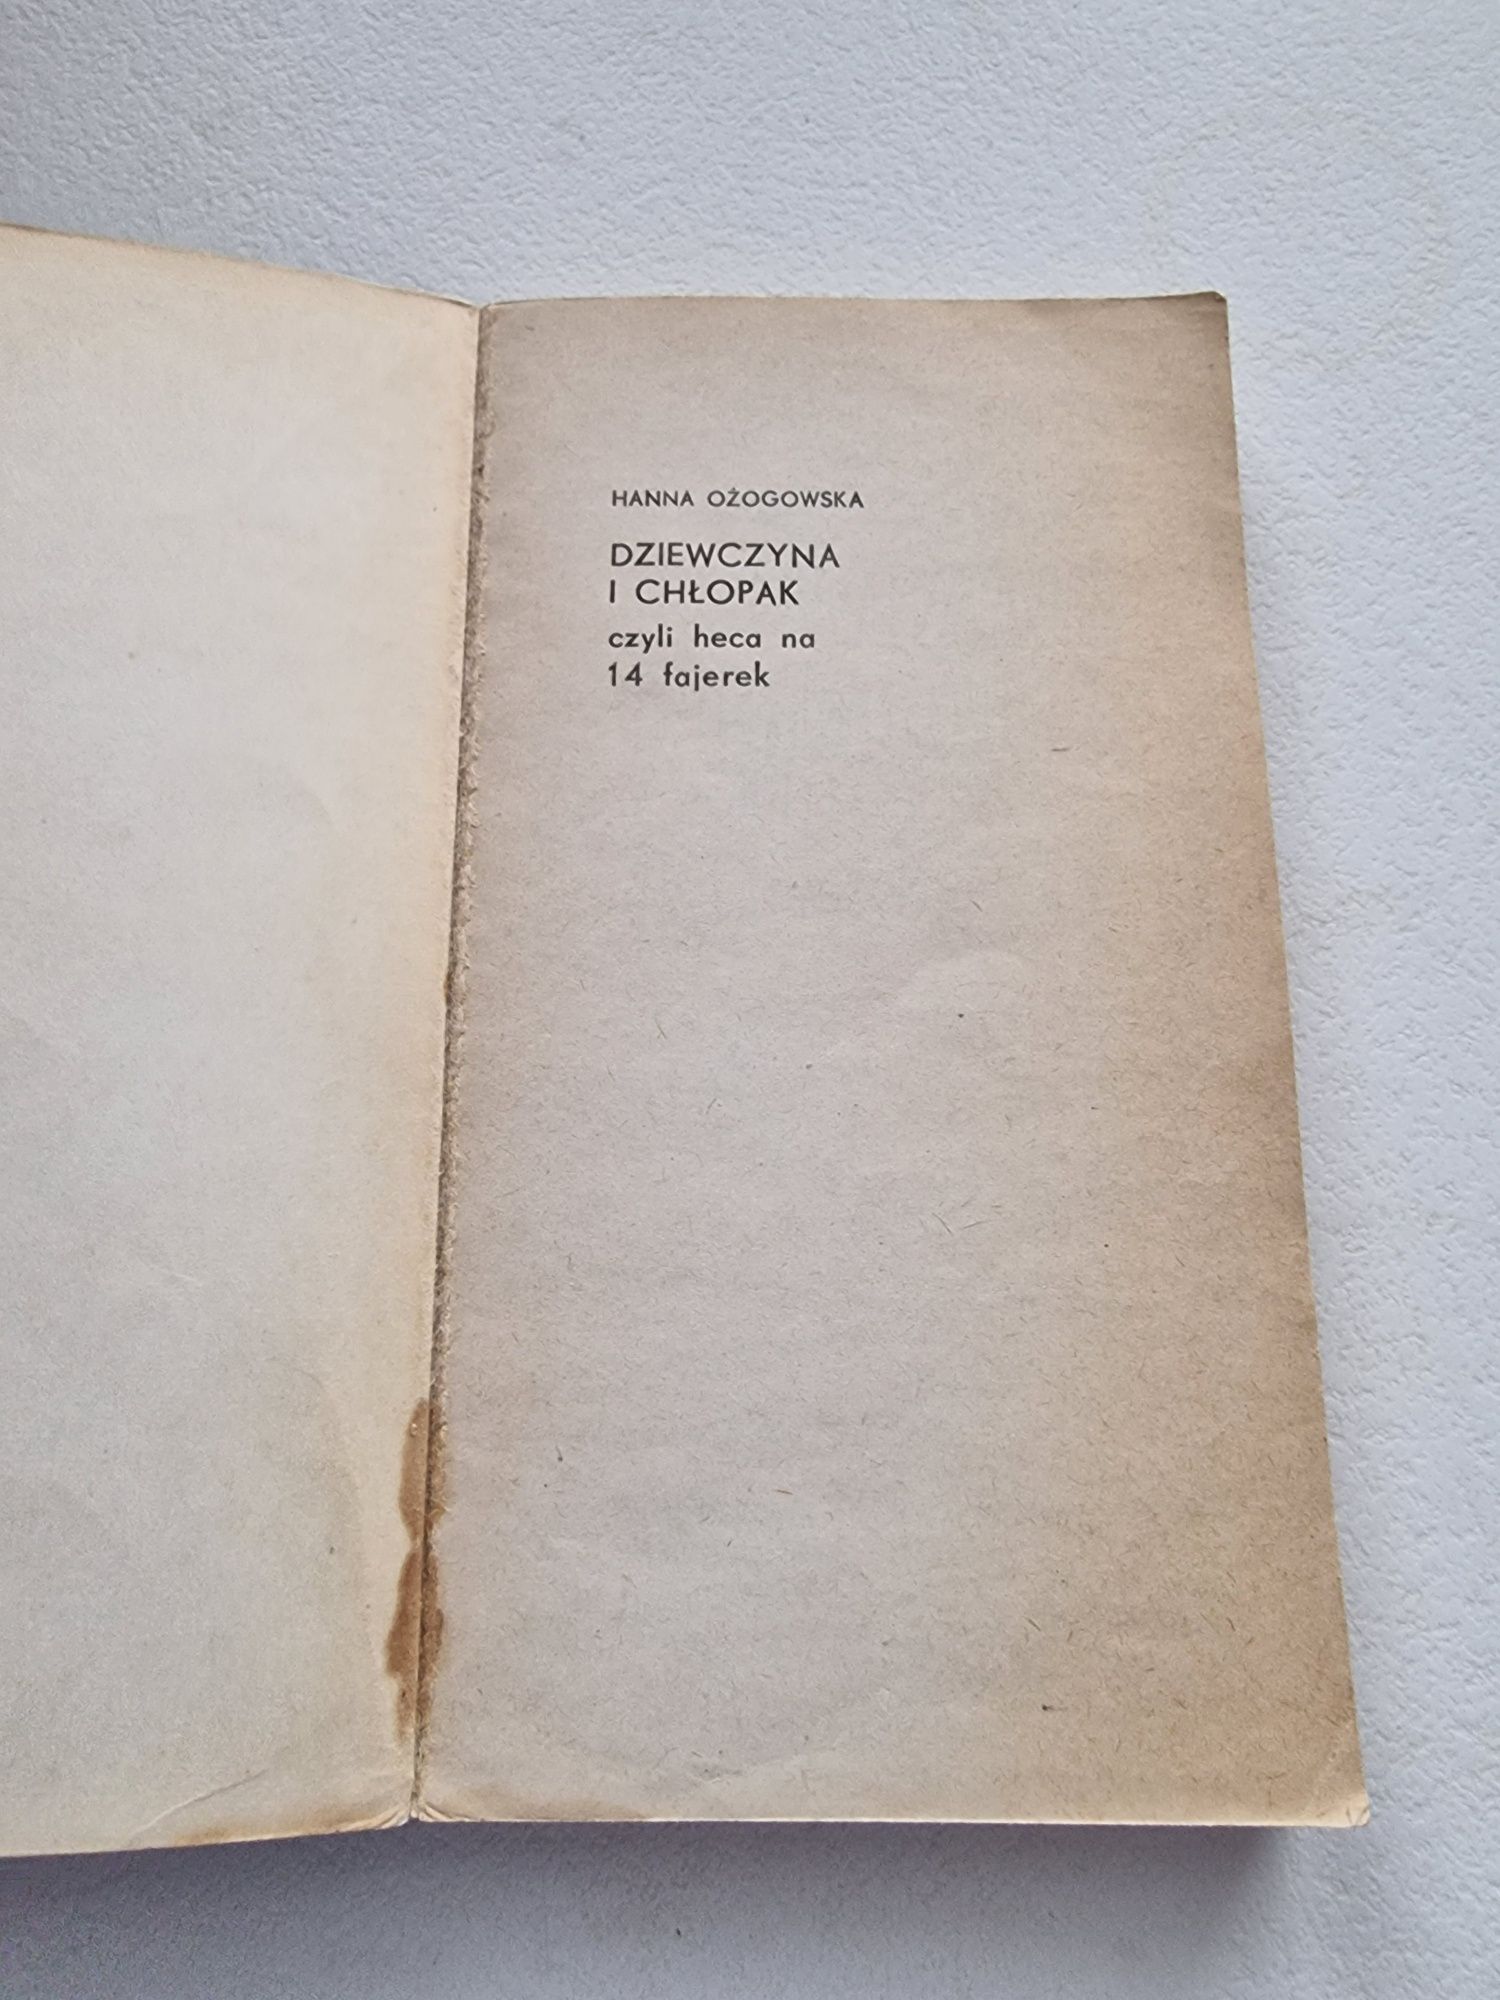 HANNA OŻOGOWSKA
DZIEWCZYNA
I CHŁOPAK
czyli heca na
14 fajerek